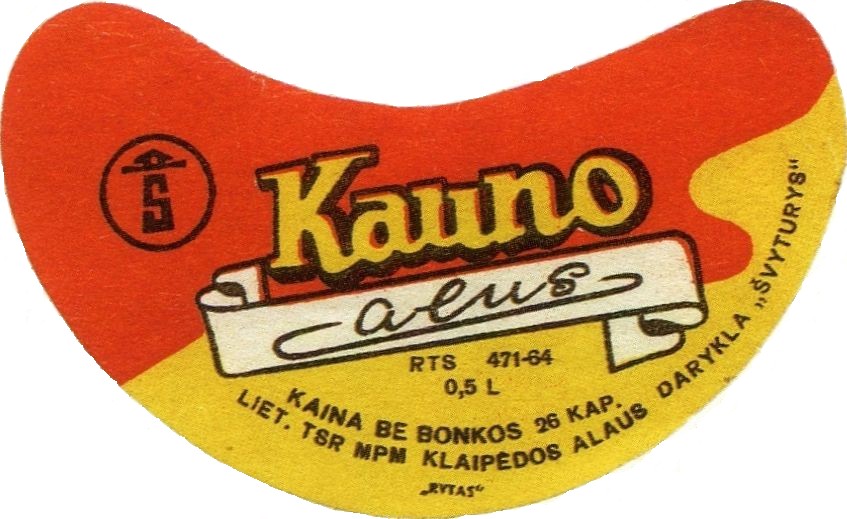 Š
Kauno
alus
RTS 471-64
0,5 L
KAINA BE BONKOS 26 KAP.
LIET. TSR MPM KLAIPĖDOS ALAUS DARYKLA „ŠVYTURYS“
„RYTAS“